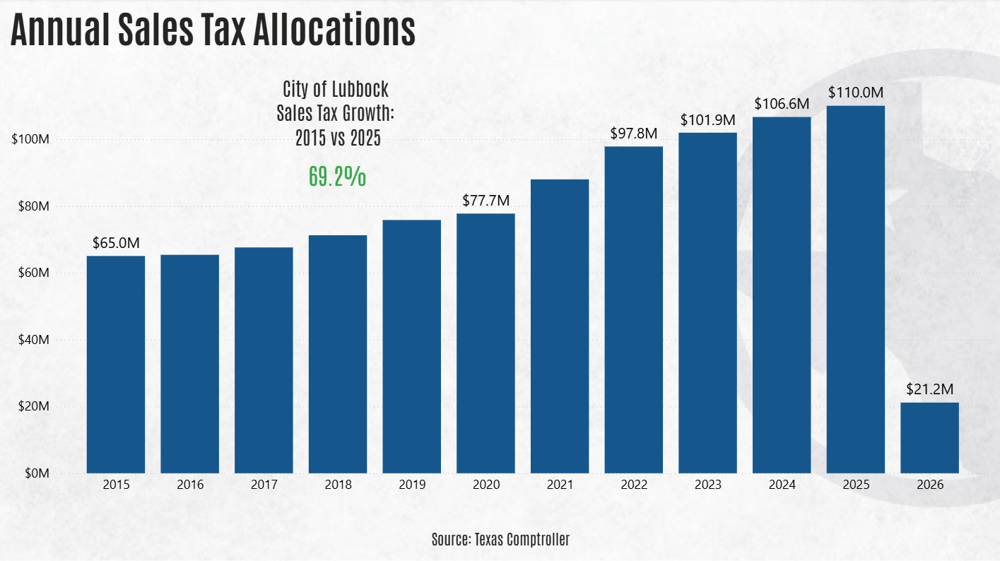 Annual Sales Tax Allocations
City of Lubbock
Sales Tax Growth:
2015 vs 2025
69.2%
$100M
$80M
$60M
$40M
$20M
$0M
$65.0M
$77.7M
$97.8M
$101.9M
$106.6M
$110.0M
$21.2M
2015 2016 2017 2018 2019 2020 2021 2022 2023 2024 2025 2026
Source: Texas Comptroller